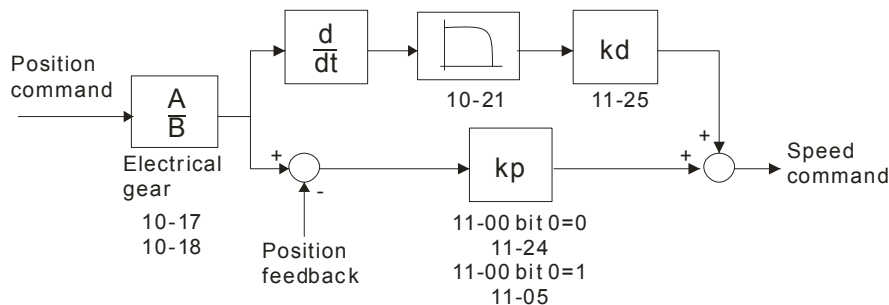 Position
command
A
B
Electrical
gear
10-17
10-18
d
dt
10-21
kd
11-25
+
-
Position
feedback
kp
11-00 bit 0=0
11-24
11-00 bit 0=1
11-05
+
+
Speed
command